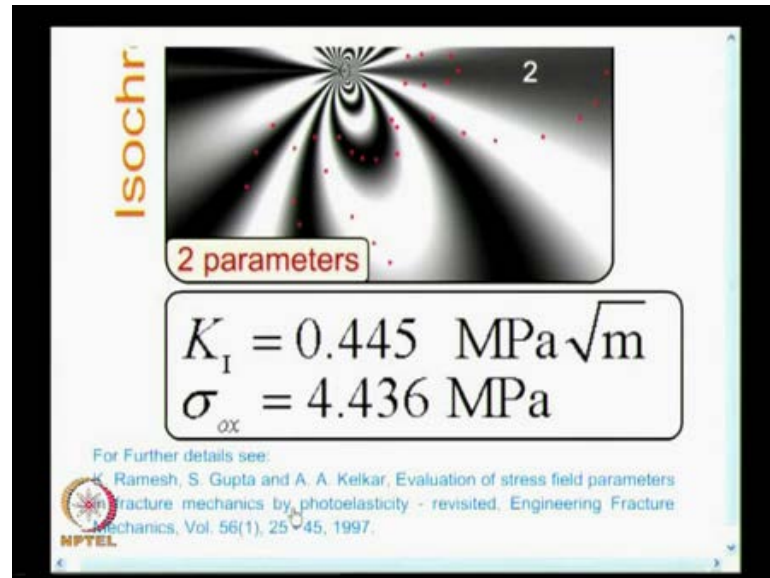 Isochr
2
2 parameters
K_I = 0.445 MPa√m
σ_ox = 4.436 MPa
For Further details see:
K. Ramesh, S. Gupta and A. A. Kelkar, Evaluation of stress field parameters
in fracture mechanics by photoelasticity - revisited, Engineering Fracture
Mechanics, Vol. 56(1), 25 - 45, 1997.
NPTEL